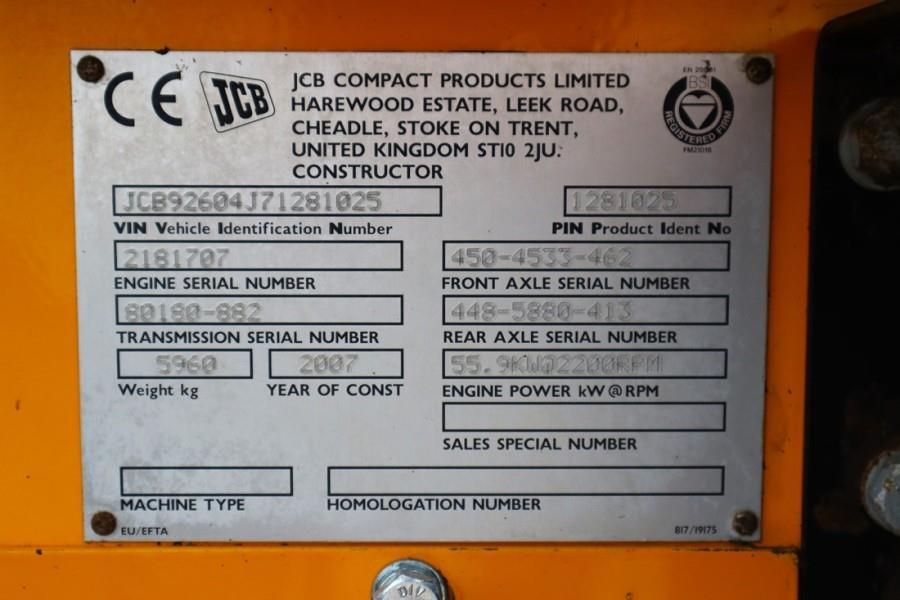 CE JCB JCB COMPACT PRODUCTS LIMITED
HAREWOOD ESTATE, LEEK ROAD,
CHEADLE, STOKE ON TRENT,
UNITED KINGDOM ST10 2JU.
CONSTRUCTOR
BSI
REGISTERED FIRM
FM21018
JCB92604J71281025 1281025
VIN Vehicle Identification Number PIN Product Ident No
2181707 450-4533-462
ENGINE SERIAL NUMBER FRONT AXLE SERIAL NUMBER
80180-882 448-5880-413
TRANSMISSION SERIAL NUMBER REAR AXLE SERIAL NUMBER
5960 2007 55.9KW@2200RPM
Weight kg YEAR OF CONST ENGINE POWER kW@RPM
SALES SPECIAL NUMBER
MACHINE TYPE HOMOLOGATION NUMBER
EU/EFTA 817/19175